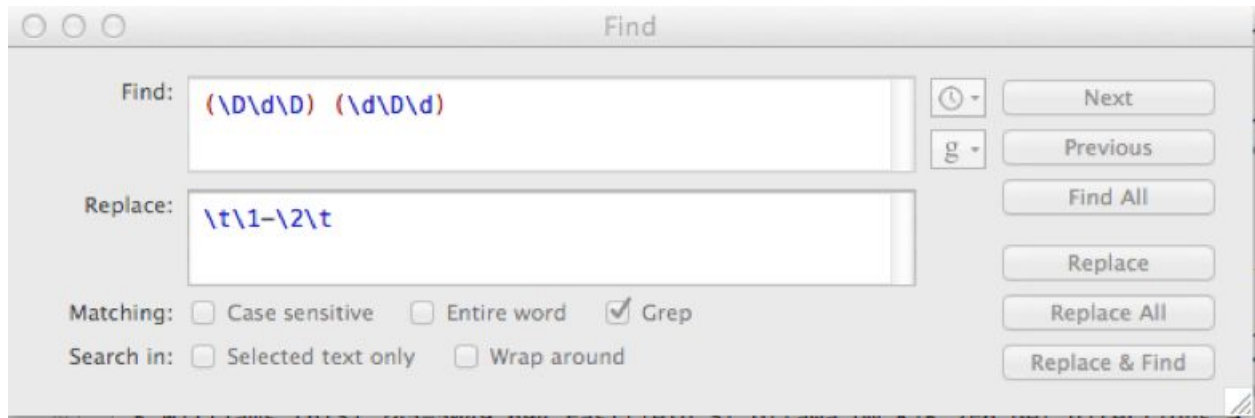 Find
Find: (\D\d\D) (\d\D\d)
g
Next
Previous
Find All
Replace: \t\1-\2\t
Replace
Matching: Case sensitive Entire word Grep
Replace All
Search in: Selected text only Wrap around
Replace & Find